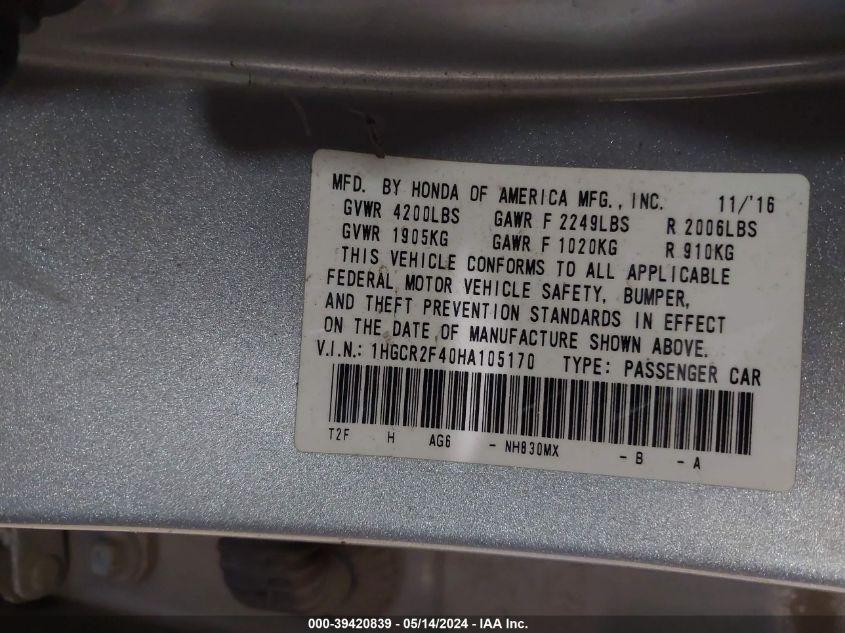 MFD. BY HONDA OF AMERICA MFG., INC. 11/'16
GVWR 4200LBS GAWR F 2249LBS R 2006LBS
GVWR 1905KG GAWR F 1020KG R 910KG
THIS VEHICLE CONFORMS TO ALL APPLICABLE
FEDERAL MOTOR VEHICLE SAFETY, BUMPER,
AND THEFT PREVENTION STANDARDS IN EFFECT
ON THE DATE OF MANUFACTURE SHOWN ABOVE.
V.I.N.: 1HGCR2F40HA105170 TYPE: PASSENGER CAR
T2F H AG6 - NH830MX - B - A
000-39420839 - 05/14/2024 - IAA Inc.